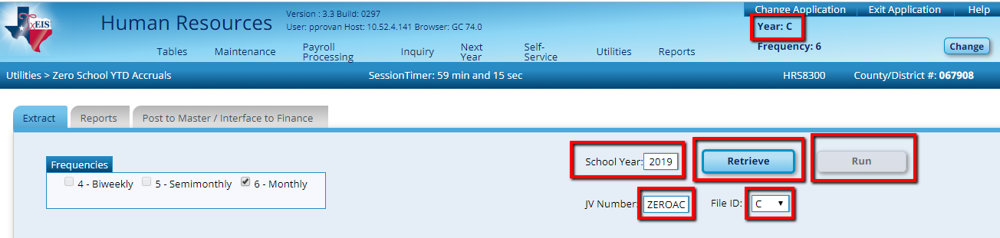 TxEIS
Human Resources
Version : 3.3 Build: 0297
User: pprovan Host: 10.52.4.141 Browser: GC 74.0
Change Application Exit Application Help
Year: C
Frequency: 6
Change
Tables Maintenance Payroll Processing Inquiry Next Year Self-Service Utilities Reports
Utilities > Zero School YTD Accruals SessionTimer: 59 min and 15 sec HRS8300 County/District #: 067908
Extract Reports Post to Master / Interface to Finance
Frequencies
4 - Biweekly 5 - Semimonthly 6 - Monthly
School Year: 2019 Retrieve Run
JV Number: ZEROAC File ID: C